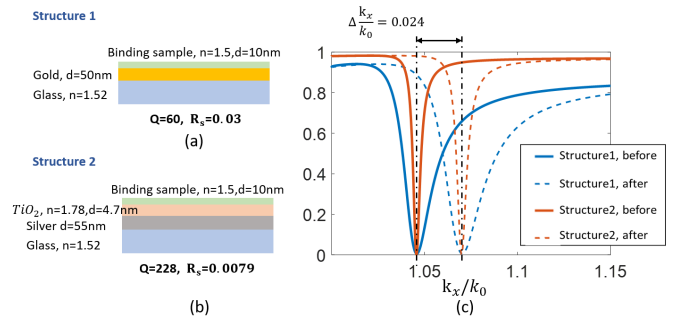 Structure 1
Binding sample, n=1.5,d=10nm
Gold, d=50nm
Glass, n=1.52
Q=60, Rs=0.03
(a)
Structure 2
Binding sample, n=1.5,d=10nm
TiO2, n=1.78,d=4.7nm
Silver d=55nm
Glass, n=1.52
Q=228, Rs=0.0079
(b)
Δ kx/k0 = 0.024
1
0.8
0.6
0.4
0.2
0
1.05
1.1
1.15
kx/k0
Structure1, before
Structure1, after
Structure2, before
Structure2, after
(c)